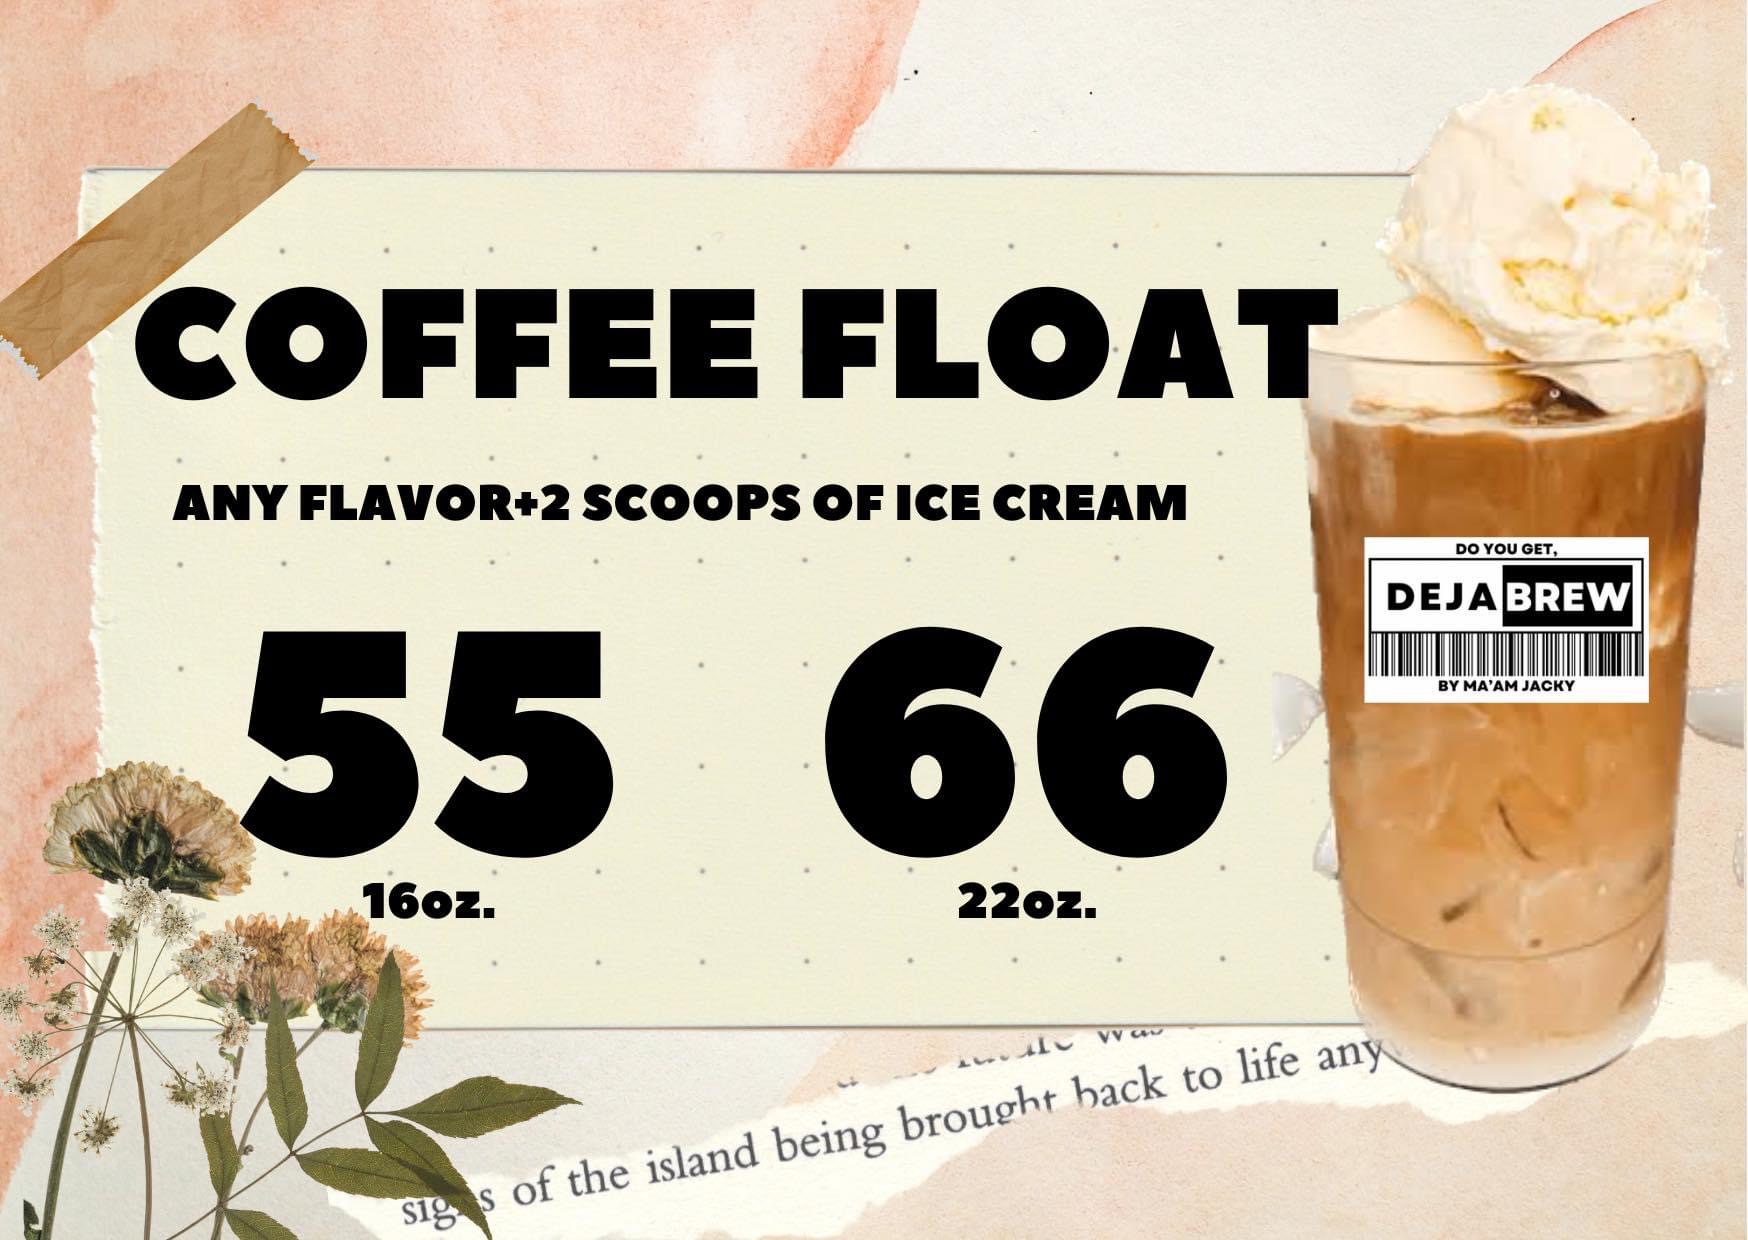 COFFEE FLOAT
ANY FLAVOR+2 SCOOPS OF ICE CREAM
55 66
16oz. 22oz.
DO YOU GET,
DEJA BREW
BY MA'AM JACKY
was
of the island being brought back to life any